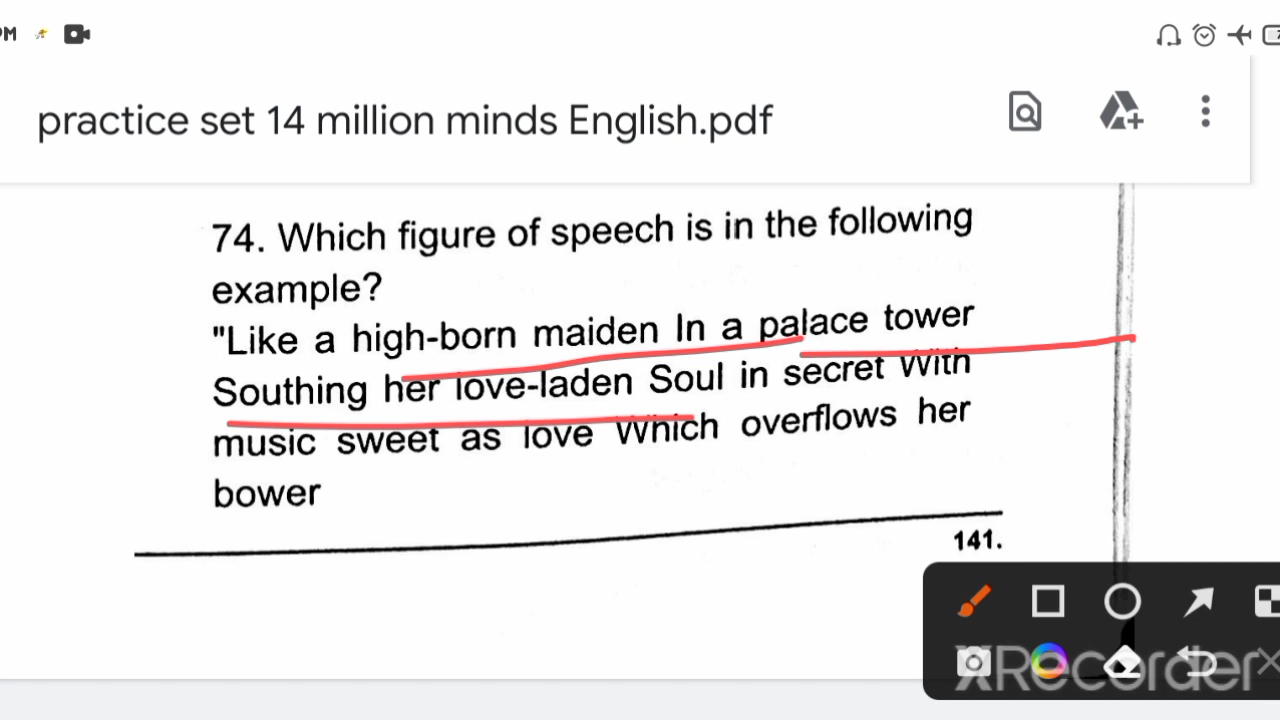 practice set 14 million minds English.pdf
74. Which figure of speech is in the following
example?
"Like a high-born maiden In a palace tower
Southing her love-laden Soul in secret With
music sweet as love Which overflows her
bower
141.
XRecorder